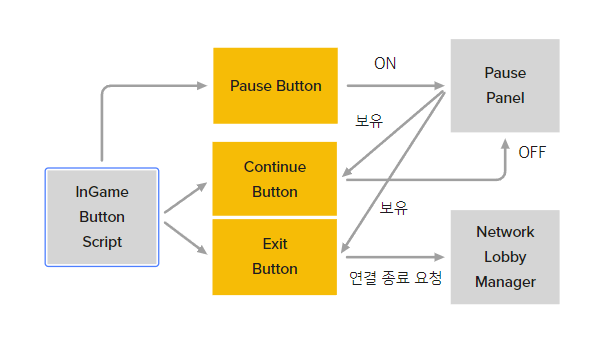 Pause Button
ON
Pause
Panel
보유
Continue
Button
OFF
InGame
Button
Script
보유
Exit
Button
Network
Lobby
Manager
연결 종료 요청